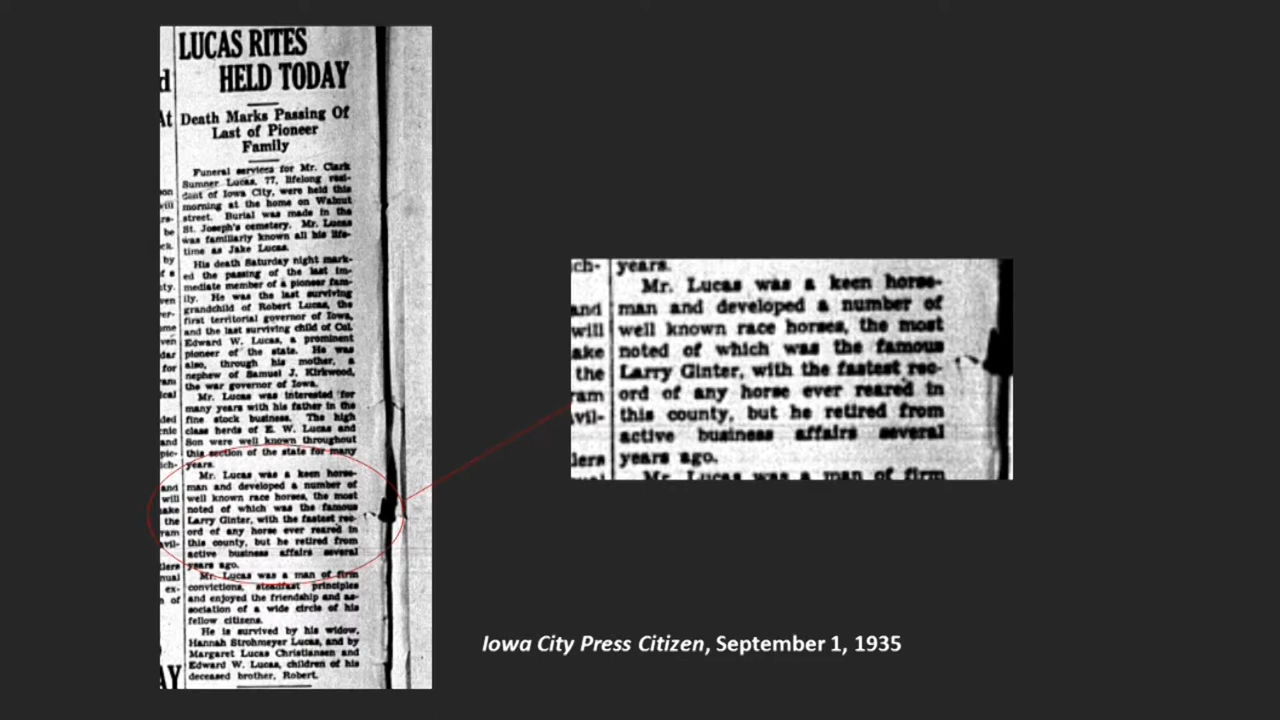 LUCAS RITES
HELD TODAY
Death Marks Passing Of
Last of Pioneer
Family
Funeral services for Mr. Clark
Sumner Lucas, 77, lifelong resi-
dent of Iowa City, were held this
morning at the home on Walnut
street. Burial was made in the
St. Joseph's cemetery. Mr. Lucas
was familiarly known all his life-
time as Jake Lucas.
His death Saturday night mark-
ed the passing of the last im-
mediate member of a pioneer fam-
ily. He was the last surviving
grandchild of Robert Lucas, the
first territorial governor of Iowa,
and the last surviving child of Col.
Edward W. Lucas, a prominent
pioneer of the state. He was
also, through his mother, a
nephew of Samuel J. Kirkwood,
the war governor of Iowa.
Mr. Lucas was interested for
many years with his father in the
fine stock business. The high
class herds of E. W. Lucas and
Son were well known throughout
this section of the state for many
years.
Mr. Lucas was a keen horse-
man and developed a number of
well known race horses, the most
noted of which was the famous
Larry Ginter, with the fastest rec-
ord of any horse ever reared in
this county, but he retired from
active business affairs several
years ago.
Mr. Lucas was a man of firm
convictions, steadfast principles
and enjoyed the friendship and as-
sociation of a wide circle of his
fellow citizens.
He is survived by his widow,
Hannah Strohmeyer Lucas, and by
Margaret Lucas Christiansen and
Edward W. Lucas, children of his
deceased brother, Robert.
ch- years.
Mr. Lucas was a keen horse-
and man and developed a number of
will well known race horses, the most
ake noted of which was the famous
the Larry Ginter, with the fastest rec-
ram ord of any horse ever reared in
vil- this county, but he retired from
active business affairs several
lers years ago.
Mr. Lucas was a man of firm
Iowa City Press Citizen, September 1, 1935